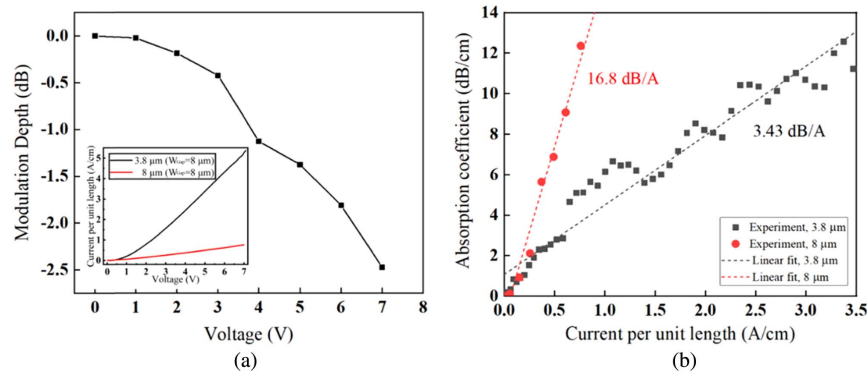 (a)
0.0
-0.5
-1.0
-1.5
-2.0
-2.5
Modulation Depth (dB)
0 1 2 3 4 5 6 7 8
Voltage (V)
3.8 μm (WGap=8 μm)
8 μm (WGap=8 μm)
5
4
3
2
1
0
Current per unit length (A/cm)
0 1 2 3 4 5 6 7
Voltage (V)
(a)
(b)
14
12
10
8
6
4
2
0
Absorption coefficient (dB/cm)
16.8 dB/A
3.43 dB/A
Experiment, 3.8 μm
Experiment, 8 μm
Linear fit, 3.8 μm
Linear fit, 8 μm
0.0 0.5 1.0 1.5 2.0 2.5 3.0 3.5
Current per unit length (A/cm)
(b)